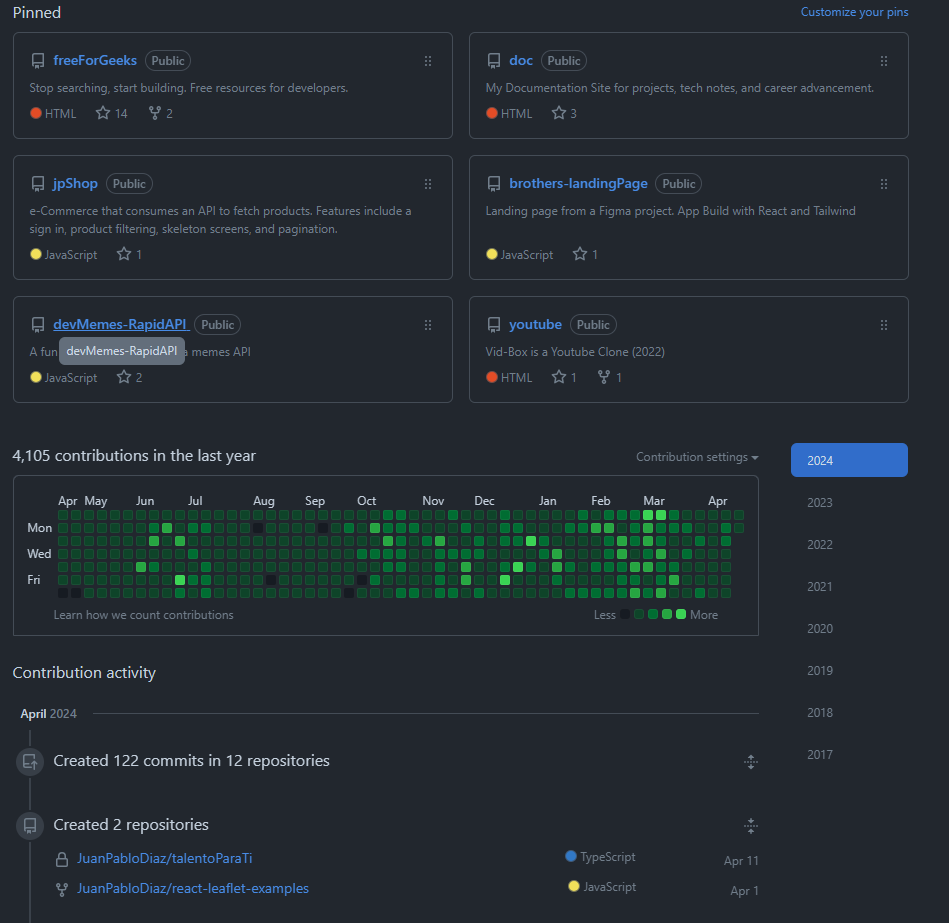 Pinned
Customize your pins
freeForGeeks Public
Stop searching, start building. Free resources for developers.
HTML 14 2
doc Public
My Documentation Site for projects, tech notes, and career advancement.
HTML 3
jpShop Public
e-Commerce that consumes an API to fetch products. Features include a
sign in, product filtering, skeleton screens, and pagination.
JavaScript 1
brothers-landingPage Public
Landing page from a Figma project. App Build with React and Tailwind
JavaScript 1
devMemes-RapidAPI Public
A fun
devMemes-RapidAPI
memes API
JavaScript 2
youtube Public
Vid-Box is a Youtube Clone (2022)
HTML 1 1
4,105 contributions in the last year
Contribution settings
Apr May Jun Jul Aug Sep Oct Nov Dec Jan Feb Mar Apr
Mon
Wed
Fri
Learn how we count contributions
Less More
2024
2023
2022
2021
2020
2019
2018
2017
Contribution activity
April 2024
Created 122 commits in 12 repositories
Created 2 repositories
JuanPabloDiaz/talentoParaTi TypeScript Apr 11
JuanPabloDiaz/react-leaflet-examples JavaScript Apr 1